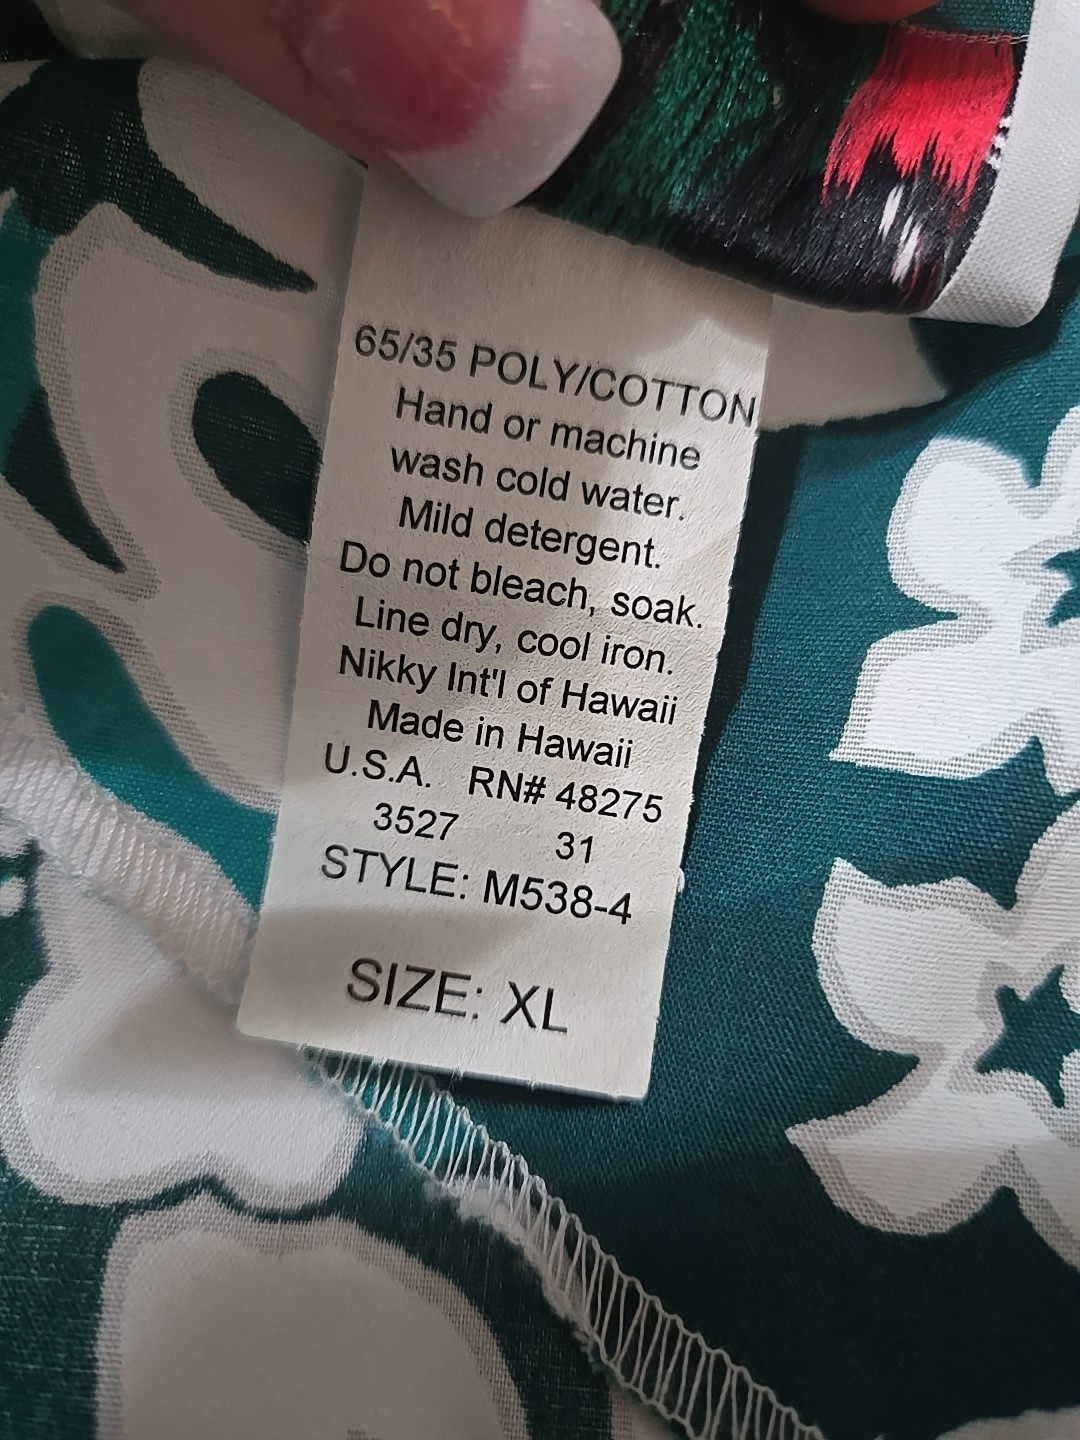 65/35 POLY/COTTON
Hand or machine
wash cold water.
Mild detergent.
Do not bleach, soak.
Line dry, cool iron.
Nikky Int'l of Hawaii
Made in Hawaii
U.S.A. RN# 48275
3527 31
STYLE: M538-4
SIZE: XL